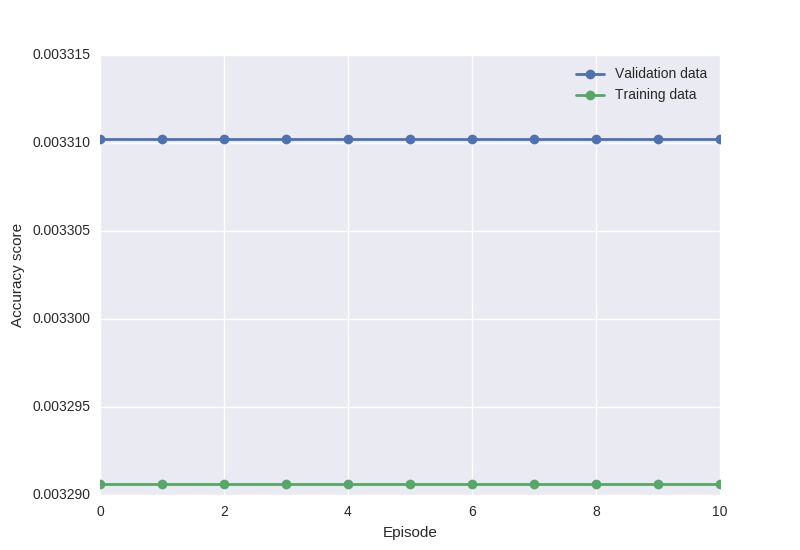 0.003315
Validation data
Training data
0.003310
0.003305
Accuracy score
0.003300
0.003295
0.003290
0 2 4 6 8 10
Episode